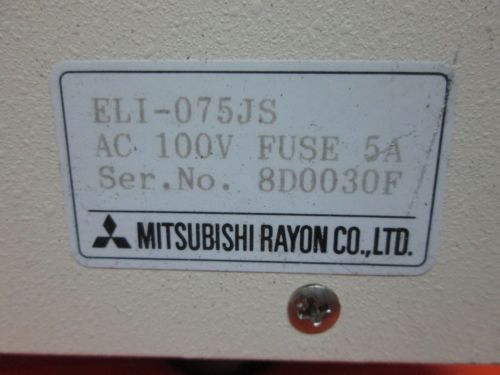 ELI-075JS
AC 100V FUSE 5A
Ser.No. 8D0030F
MITSUBISHI RAYON CO.,LTD.